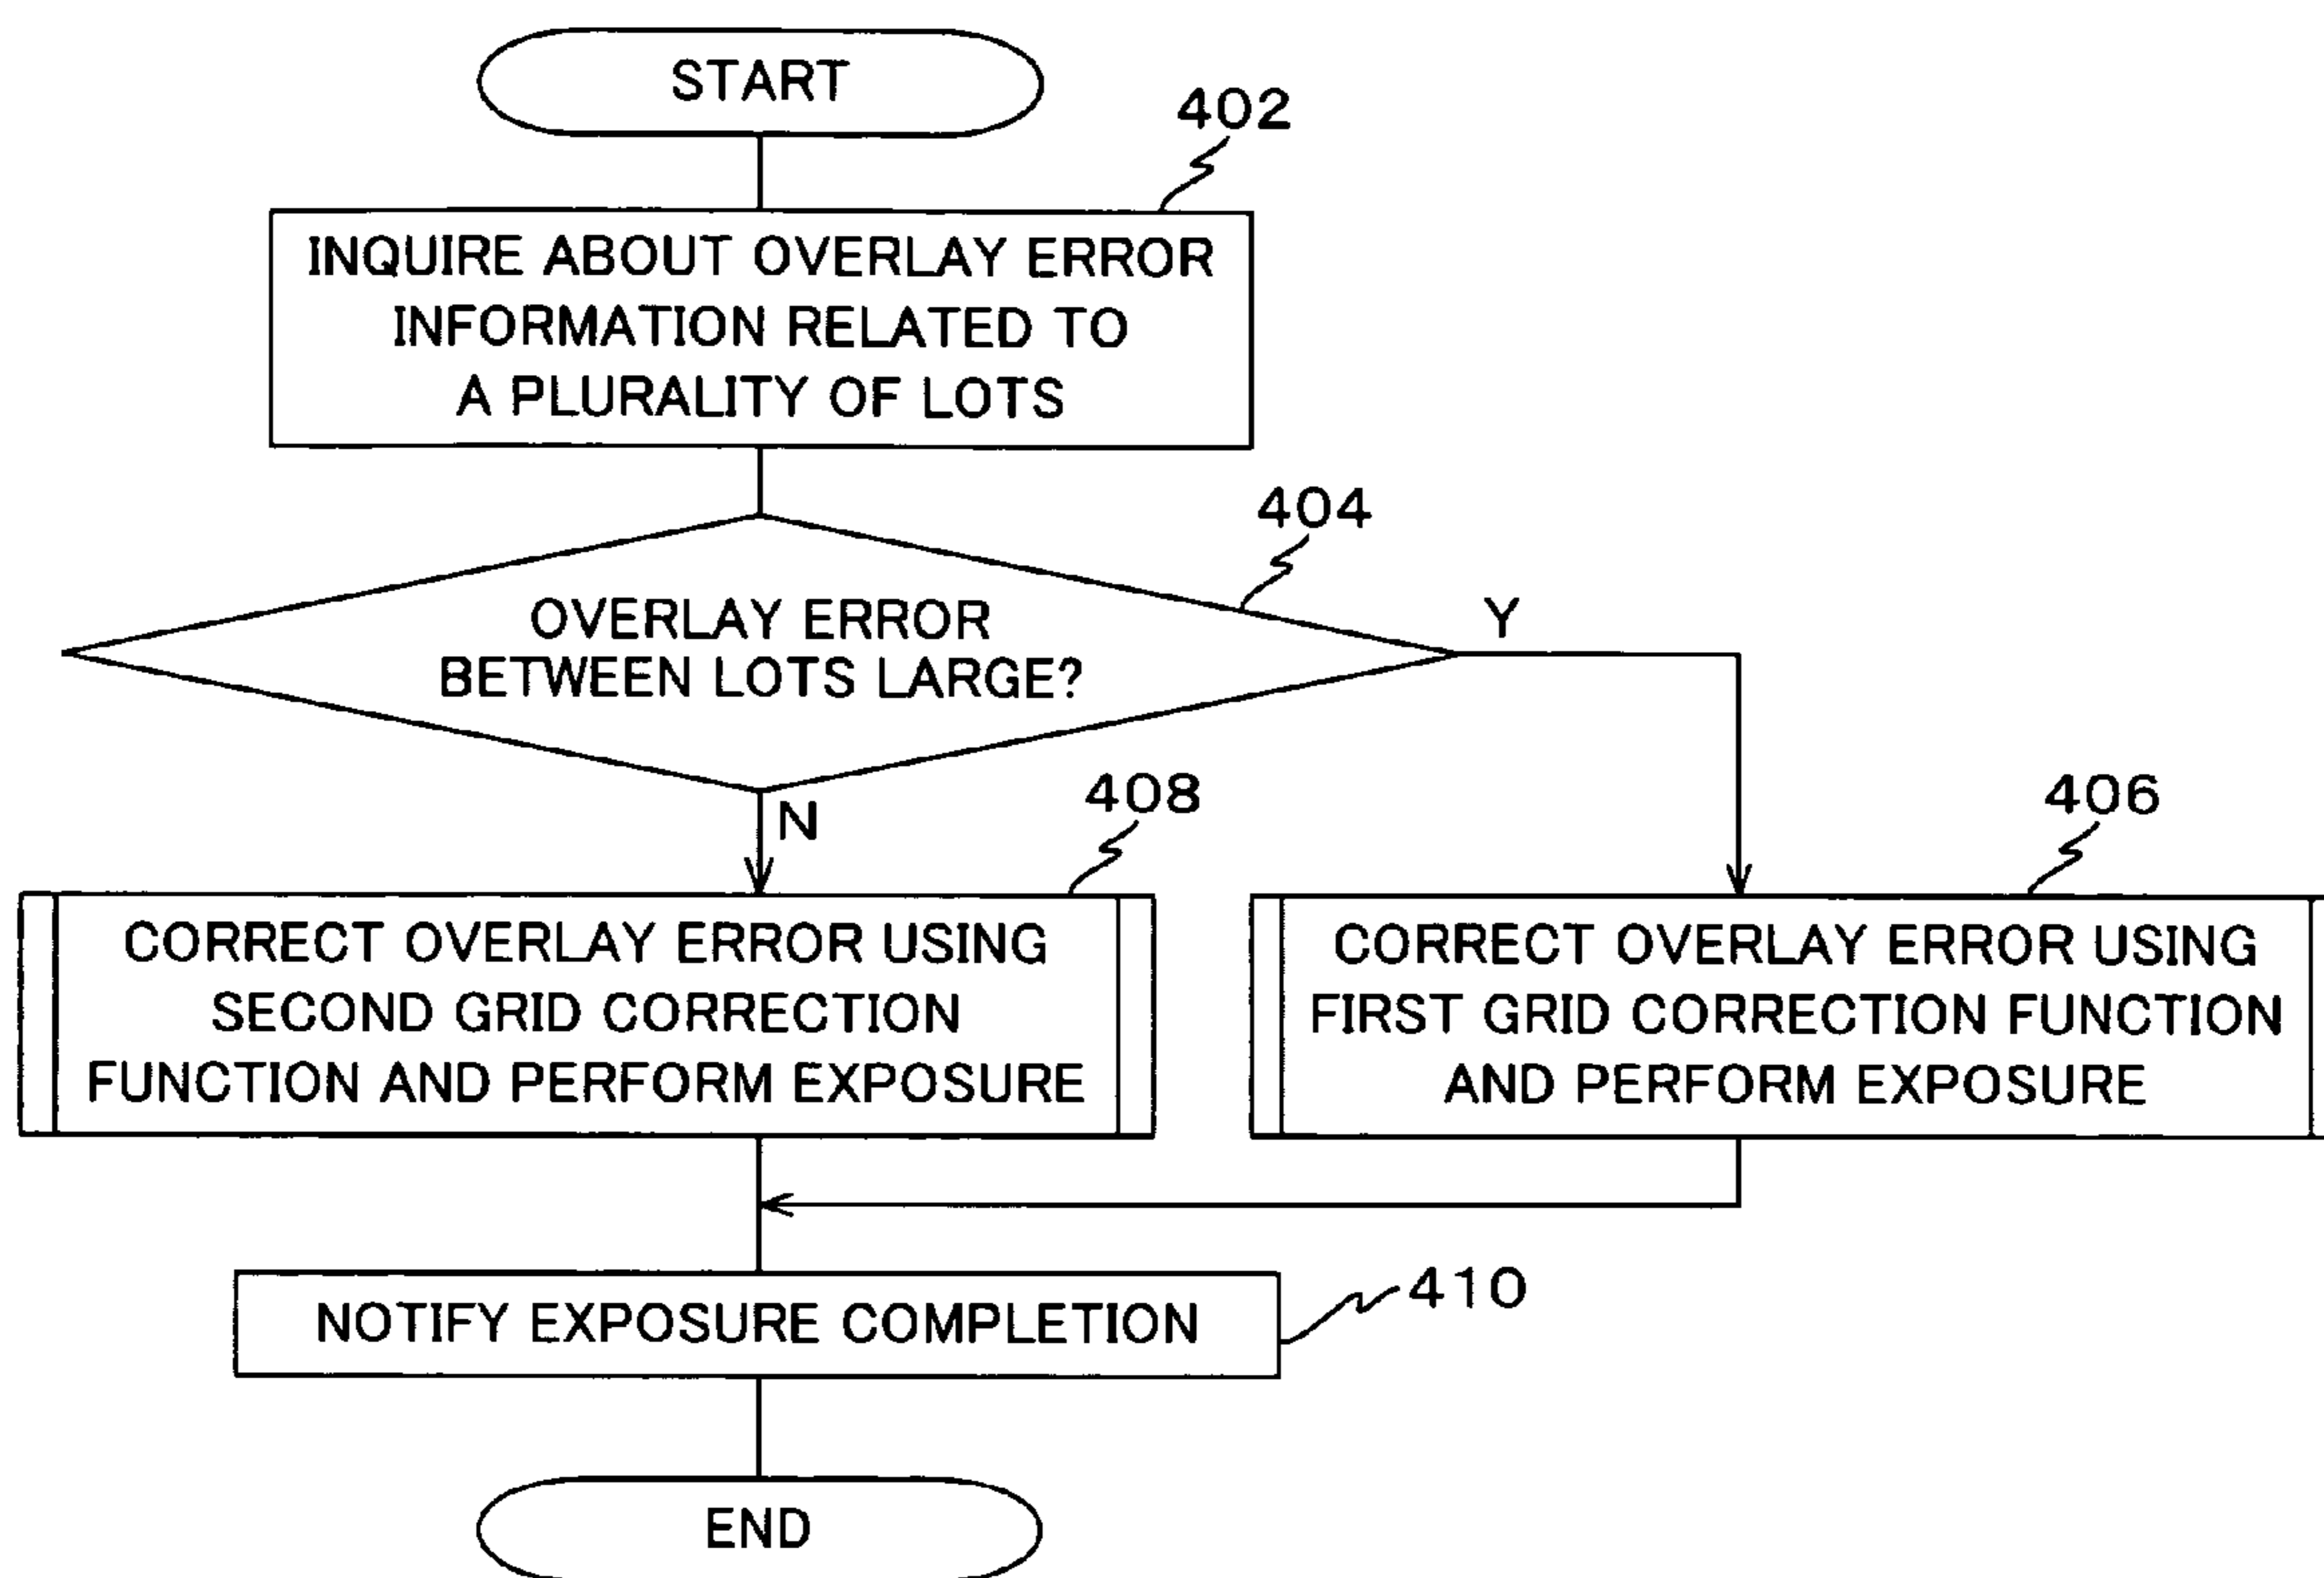 START
402
INQUIRE ABOUT OVERLAY ERROR
INFORMATION RELATED TO
A PLURALITY OF LOTS
404
OVERLAY ERROR
BETWEEN LOTS LARGE?
Y
N
408
CORRECT OVERLAY ERROR USING
SECOND GRID CORRECTION
FUNCTION AND PERFORM EXPOSURE
406
CORRECT OVERLAY ERROR USING
FIRST GRID CORRECTION FUNCTION
AND PERFORM EXPOSURE
NOTIFY EXPOSURE COMPLETION
410
END